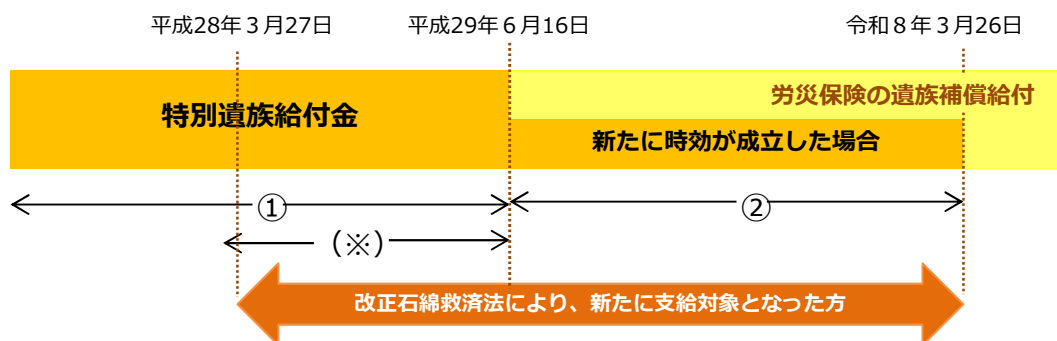 平成28年３月27日
平成29年６月16日
令和８年３月26日
特別遺族給付金
労災保険の遺族補償給付
新たに時効が成立した場合
①
②
（※）
改正石綿救済法により、新たに支給対象となった方